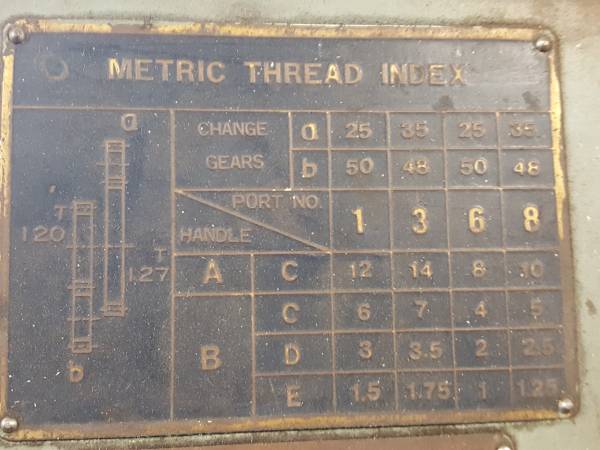 METRIC THREAD INDEX
a
T
120
T
127
b
CHANGE GEARS a 25 35 25 35
b 50 48 50 48
PORT NO. HANDLE 1 3 6 8
A C 12 14 8 10
B C 6 7 4 5
D 3 3.5 2 2.5
E 1.5 1.75 1 1.25